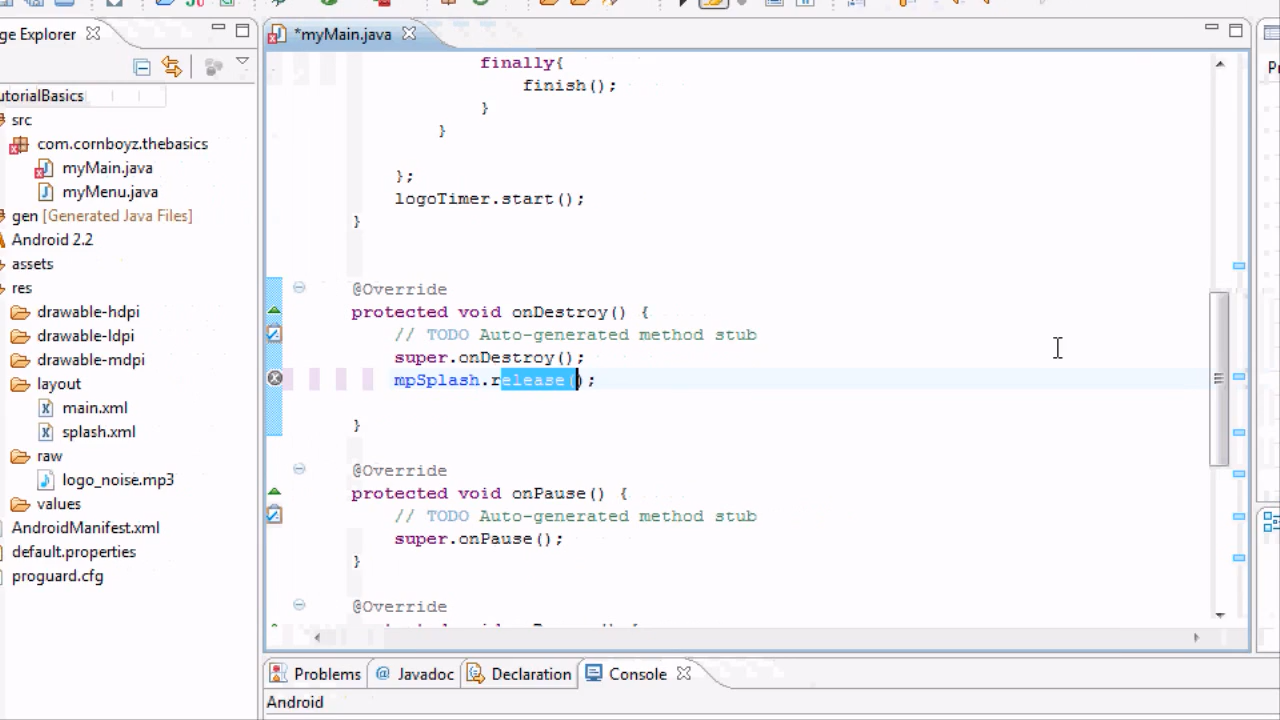 ge Explorer
*myMain.java
utorialBasics
src
com.cornboyz.thebasics
myMain.java
myMenu.java
gen [Generated Java Files]
Android 2.2
assets
res
drawable-hdpi
drawable-ldpi
drawable-mdpi
layout
main.xml
splash.xml
raw
logo_noise.mp3
values
AndroidManifest.xml
default.properties
proguard.cfg
finally{
finish();
}
}
};
logoTimer.start();
}
@Override
protected void onDestroy() {
// TODO Auto-generated method stub
super.onDestroy();
mpSplash.release();
}
@Override
protected void onPause() {
// TODO Auto-generated method stub
super.onPause();
}
@Override
Problems
@ Javadoc
Declaration
Console
Android